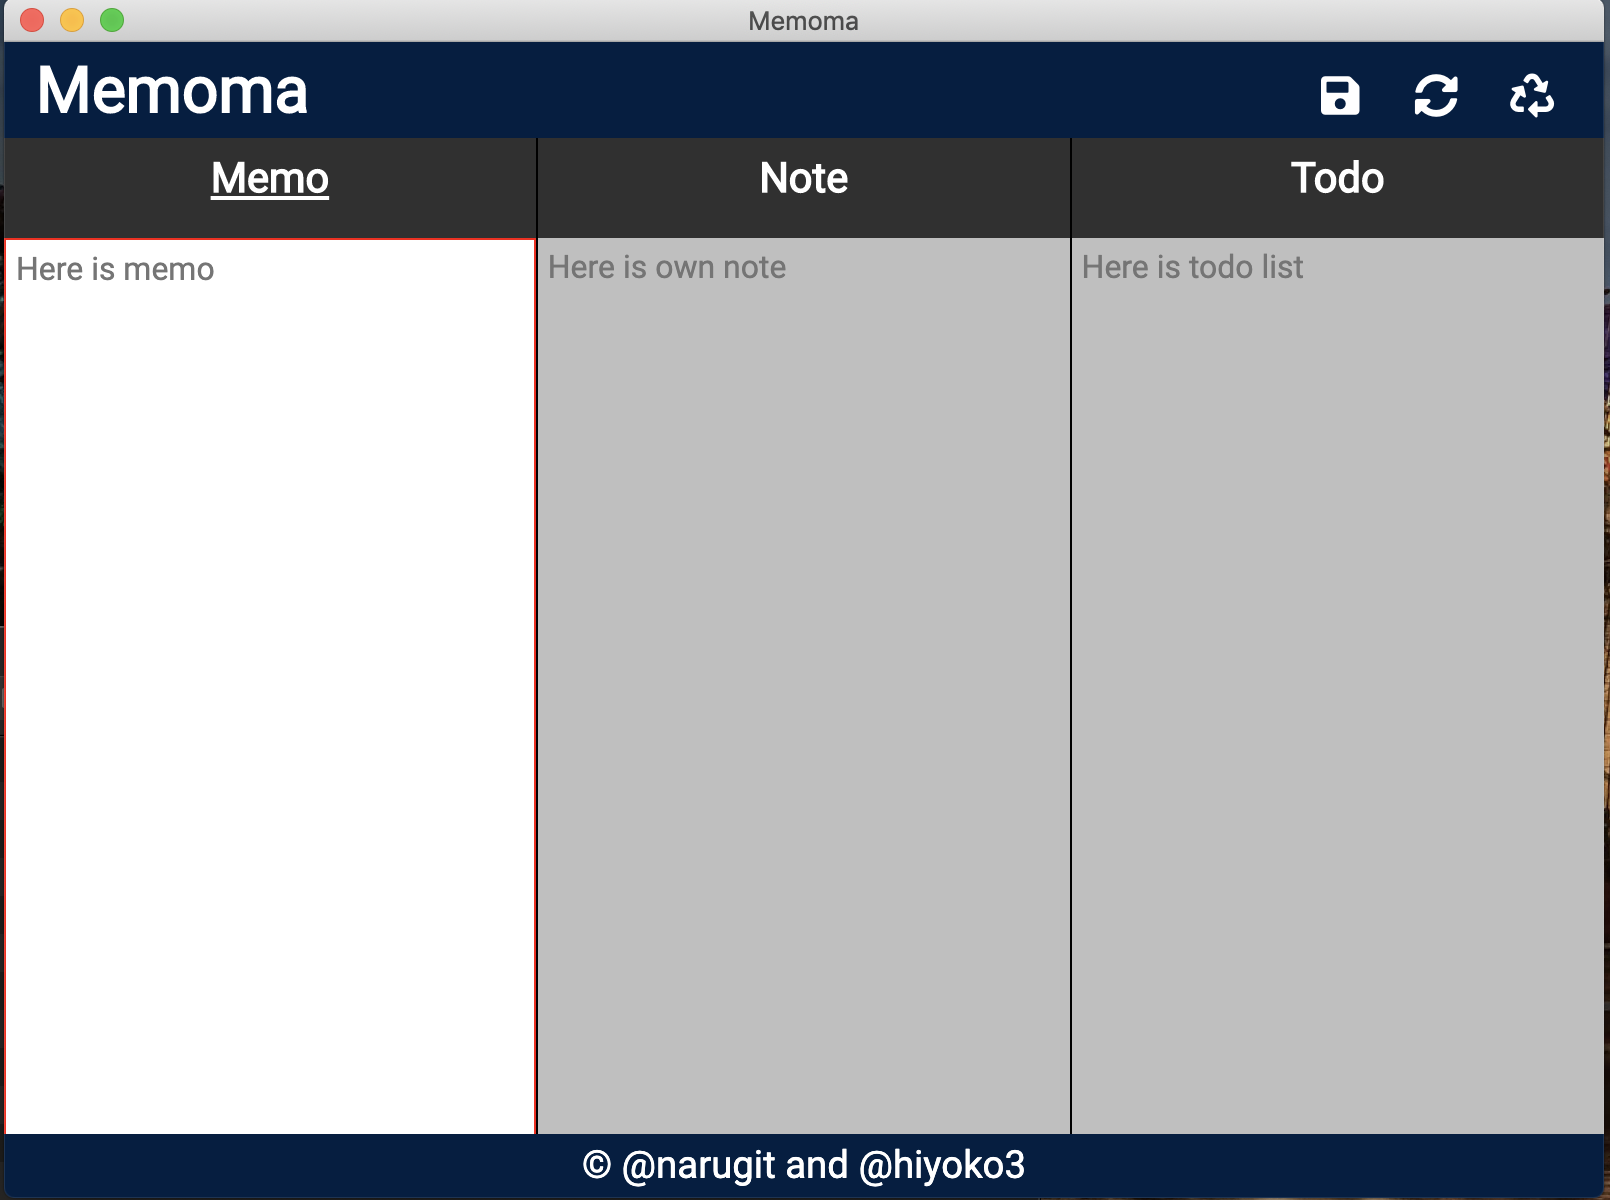 Memoma
Memoma
Memo
Note
Todo
Here is memo
Here is own note
Here is todo list
© @narugit and @hiyoko3